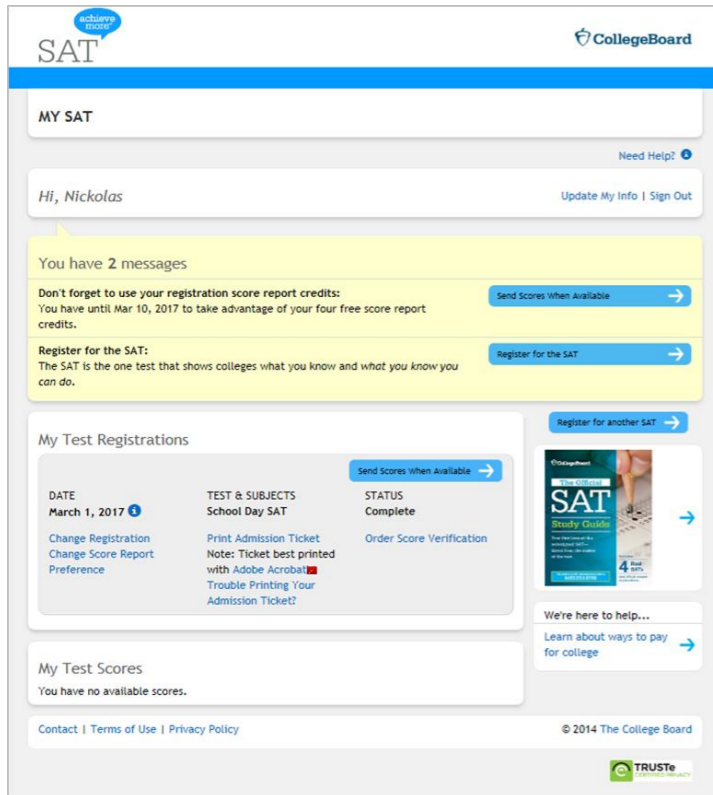 achieve
more
SAT
CollegeBoard
MY SAT
Need Help?
Hi, Nickolas
Update My Info | Sign Out
You have 2 messages
Don't forget to use your registration score report credits:
You have until Mar 10, 2017 to take advantage of your four free score report
credits.
Send Scores When Available
Register for the SAT:
The SAT is the one test that shows colleges what you know and what you know you
can do.
Register for the SAT
Register for another SAT
My Test Registrations
Send Scores When Available
DATE
March 1, 2017
Change Registration
Change Score Report
Preference
TEST & SUBJECTS
School Day SAT
Print Admission Ticket
Note: Ticket best printed
with Adobe Acrobat
Trouble Printing Your
Admission Ticket?
STATUS
Complete
Order Score Verification
CollegeBoard
The Official
SAT
Study Guide
4 Real
SATs
We're here to help...
Learn about ways to pay
for college
My Test Scores
You have no available scores.
Contact | Terms of Use | Privacy Policy
© 2014 The College Board
TRUSTe
CERTIFIED PRIVACY